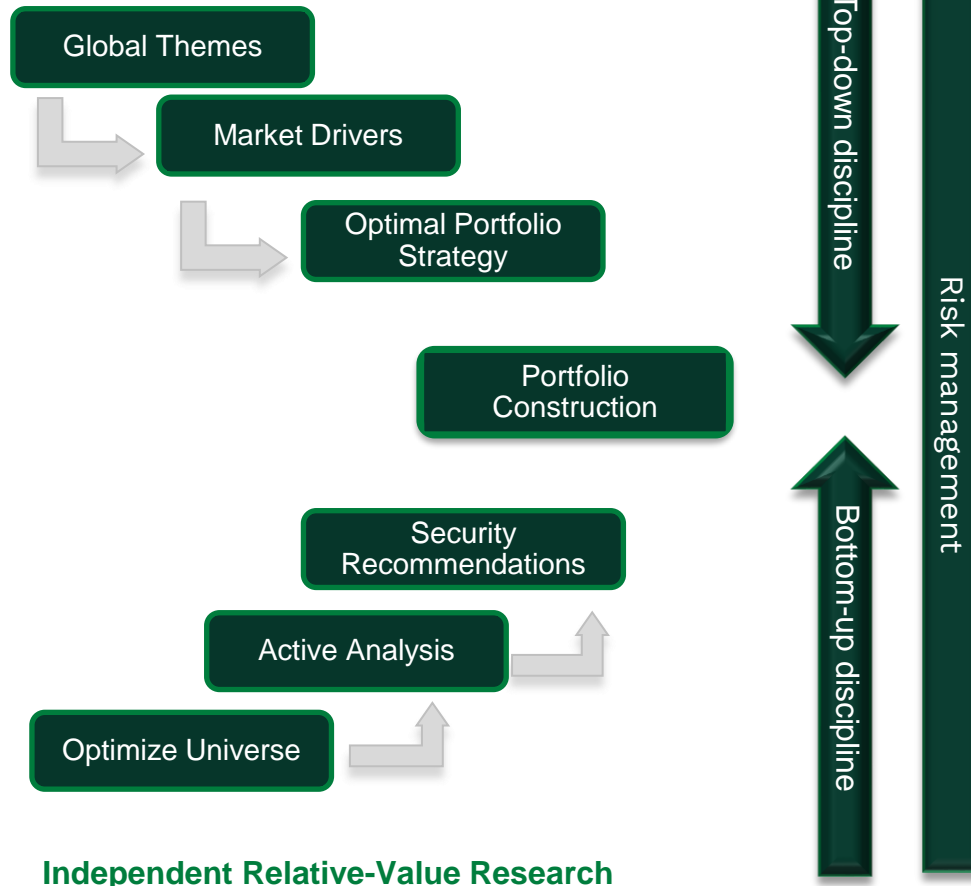 Global Themes
Market Drivers
Optimal Portfolio
Strategy
Portfolio
Construction
Security
Recommendations
Active Analysis
Optimize Universe
Independent Relative-Value Research
Top-down discipline
Bottom-up discipline
Risk management